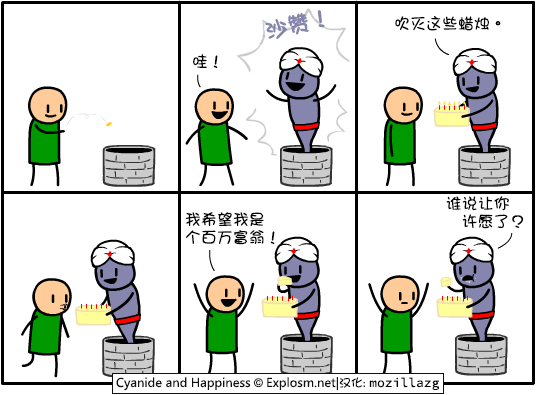 哇！
沙赞！
吹灭这些蜡烛。
我希望我是
个百万富翁！
谁说让你
许愿了？
Cyanide and Happiness © Explosm.net|汉化: mozillazg